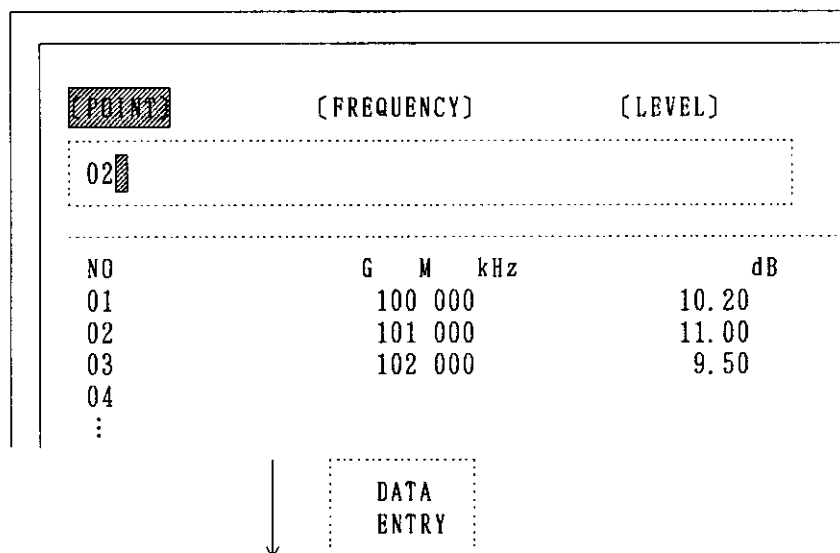 〔POINT〕 〔FREQUENCY〕 〔LEVEL〕
02
NO G M kHz dB
01 100 000 10.20
02 101 000 11.00
03 102 000 9.50
04
⋮
DATA
ENTRY